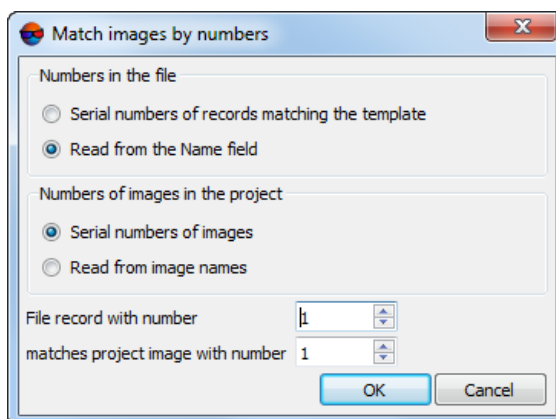 Match images by numbers
Numbers in the file
Serial numbers of records matching the template
Read from the Name field
Numbers of images in the project
Serial numbers of images
Read from image names
File record with number 1
matches project image with number 1
OK Cancel